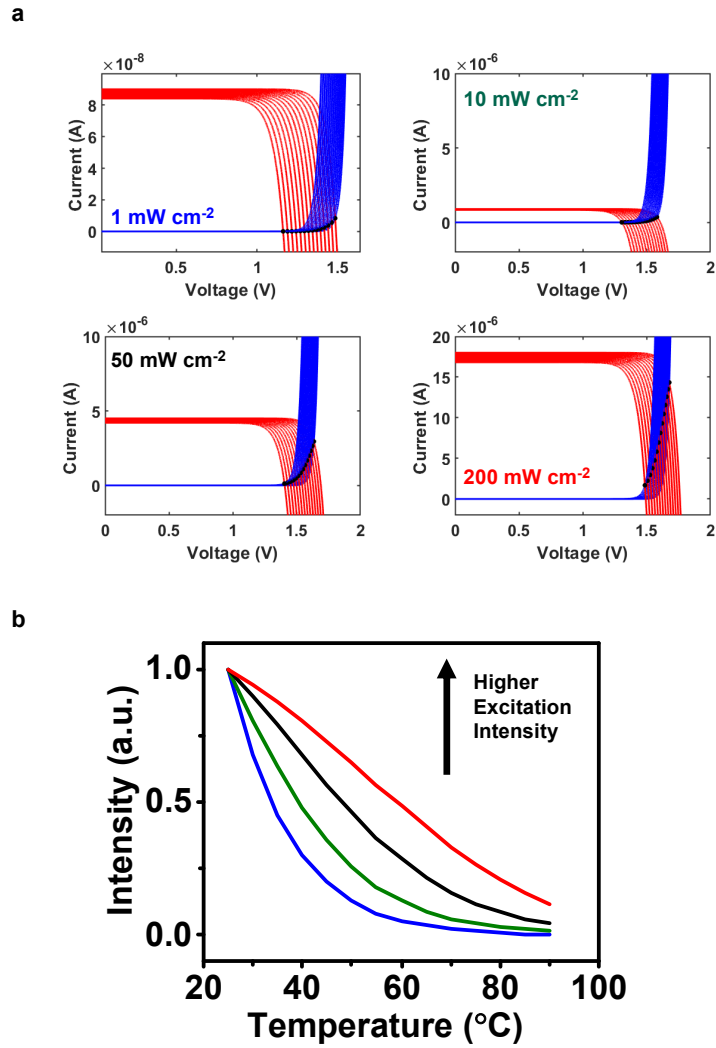 a
×10-8
8
6
4
2
0
Current (A)
0.5
1
1.5
Voltage (V)
1 mW cm-2
×10-6
10
5
0
Current (A)
0
0.5
1
1.5
2
Voltage (V)
10 mW cm-2
×10-6
10
5
0
Current (A)
0
0.5
1
1.5
2
Voltage (V)
50 mW cm-2
×10-6
20
15
10
5
0
Current (A)
0
0.5
1
1.5
2
Voltage (V)
200 mW cm-2
b
1.0
0.5
0.0
Intensity (a.u.)
Higher
Excitation
Intensity
20
40
60
80
100
Temperature (°C)